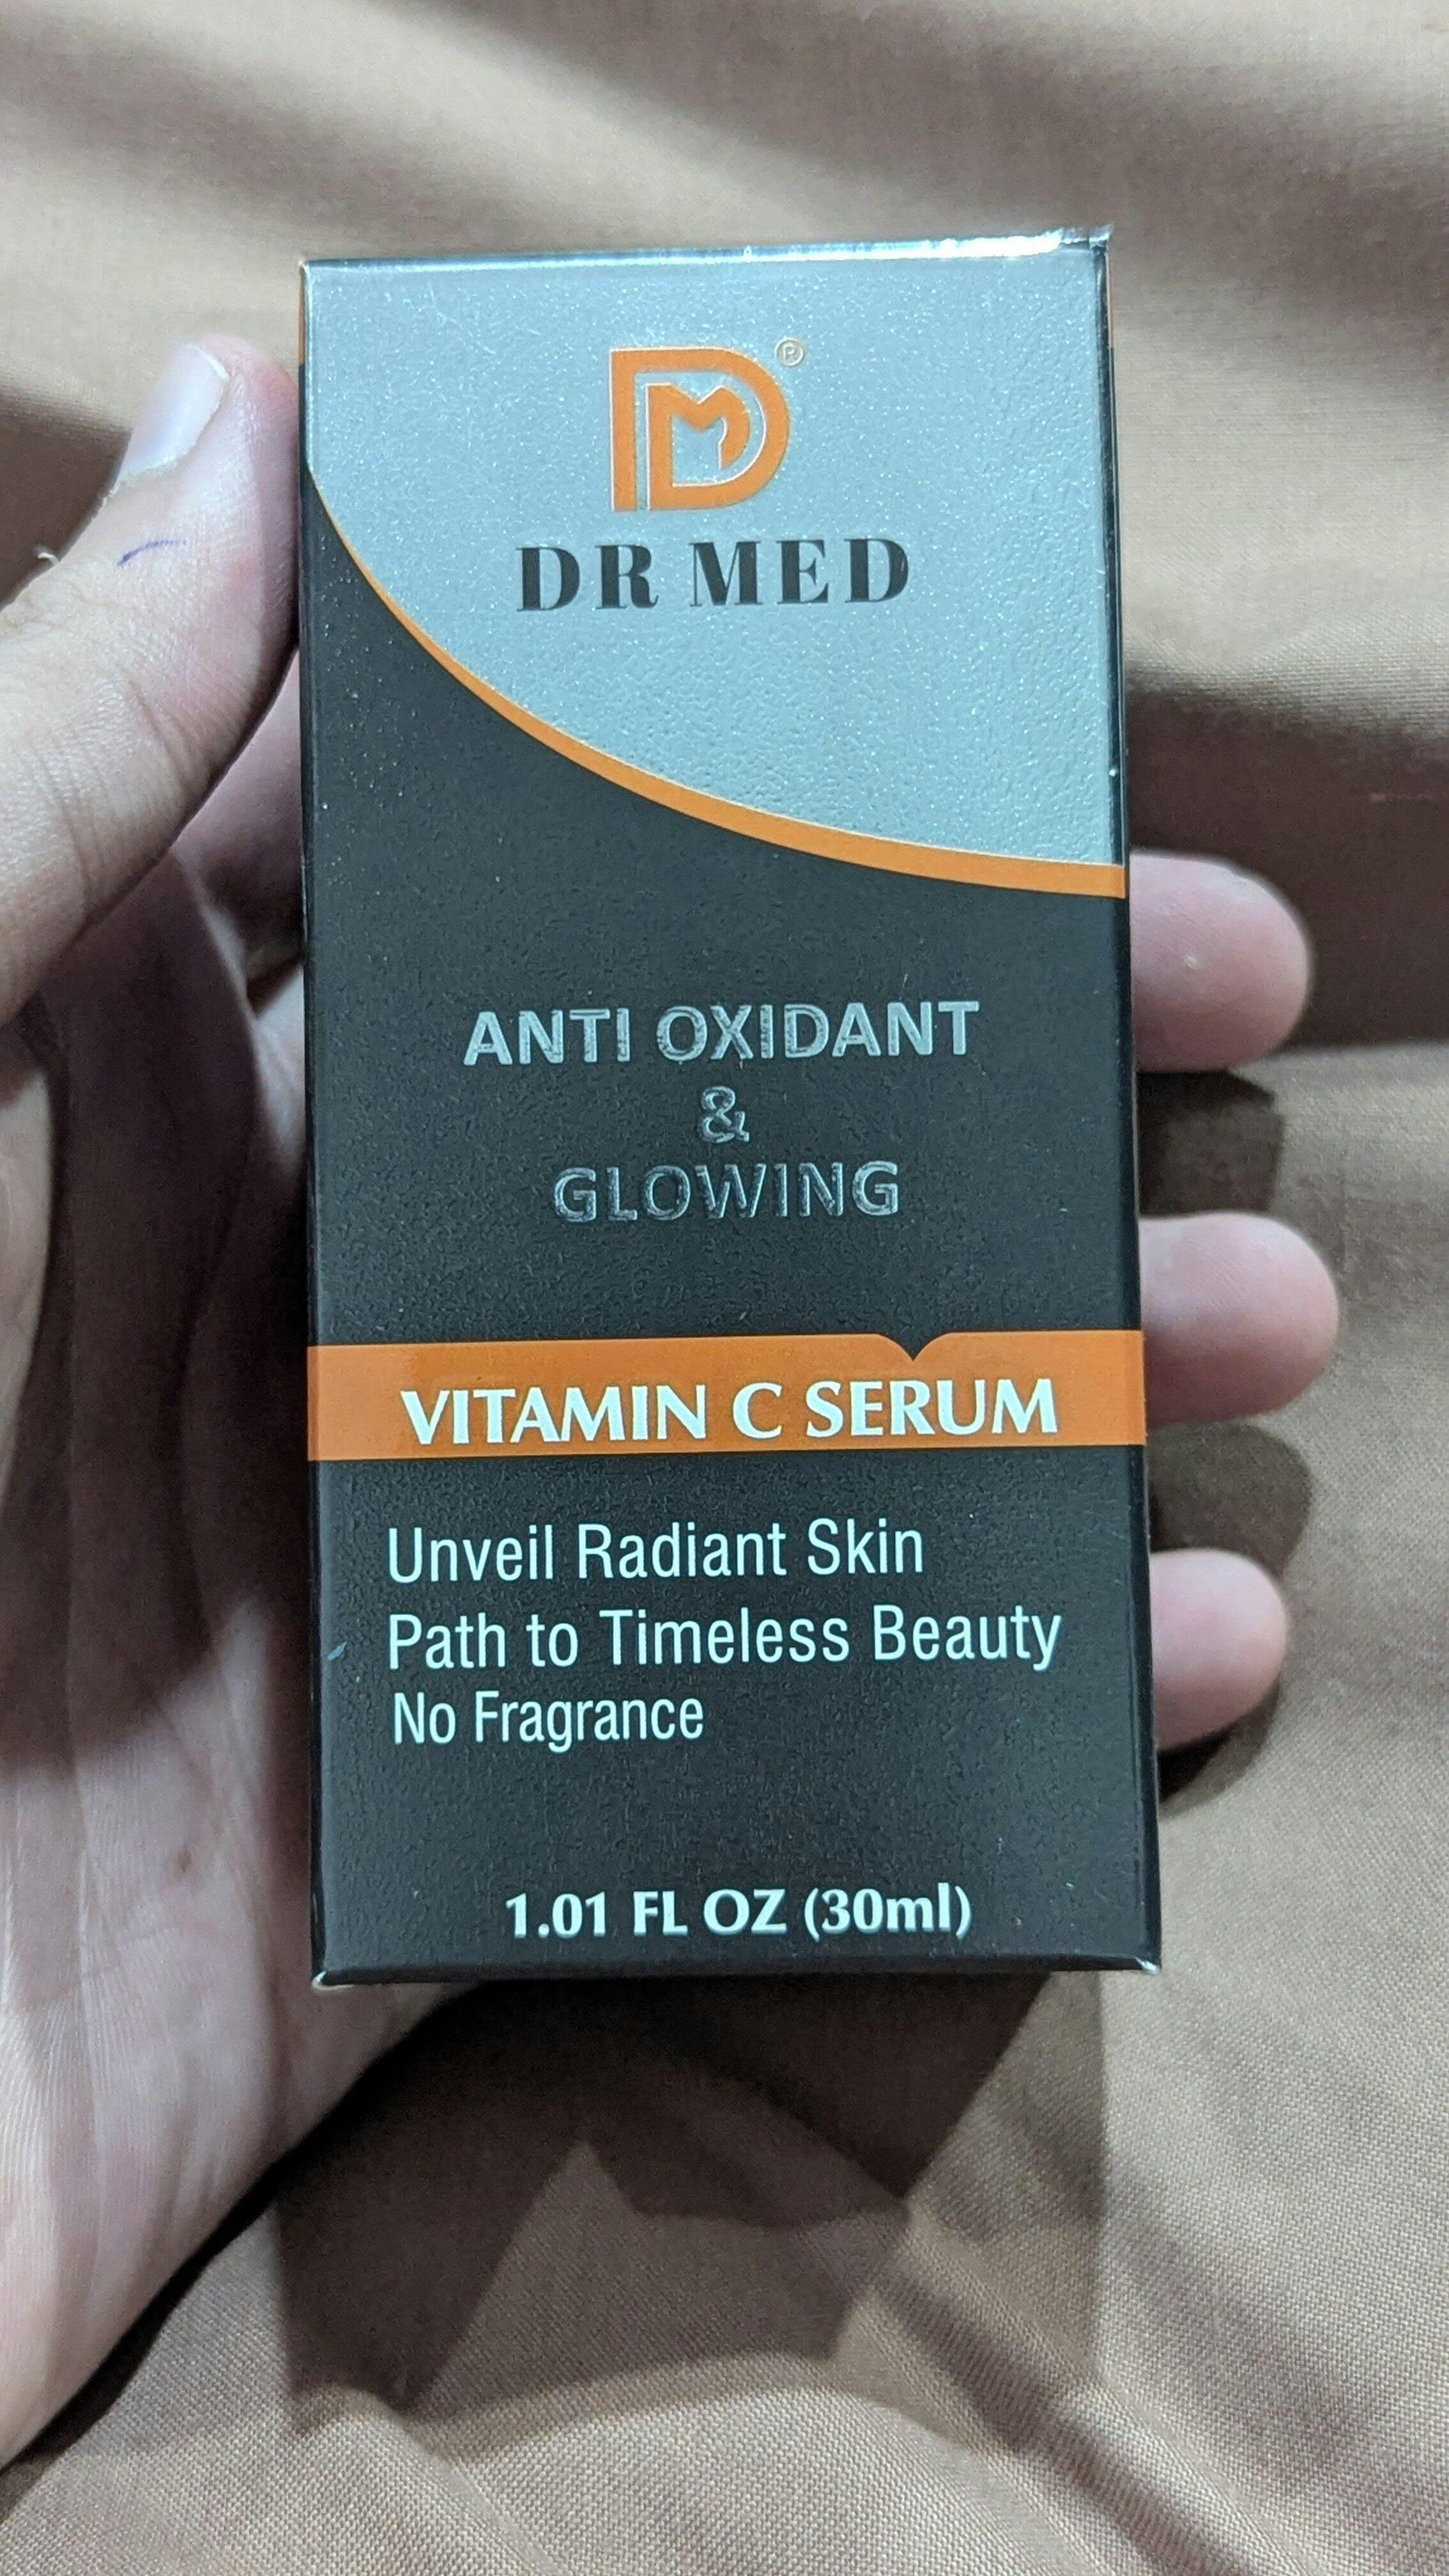 ®
DR MED
ANTI OXIDANT
&
GLOWING
VITAMIN C SERUM
Unveil Radiant Skin
Path to Timeless Beauty
No Fragrance
1.01 FL OZ (30ml)